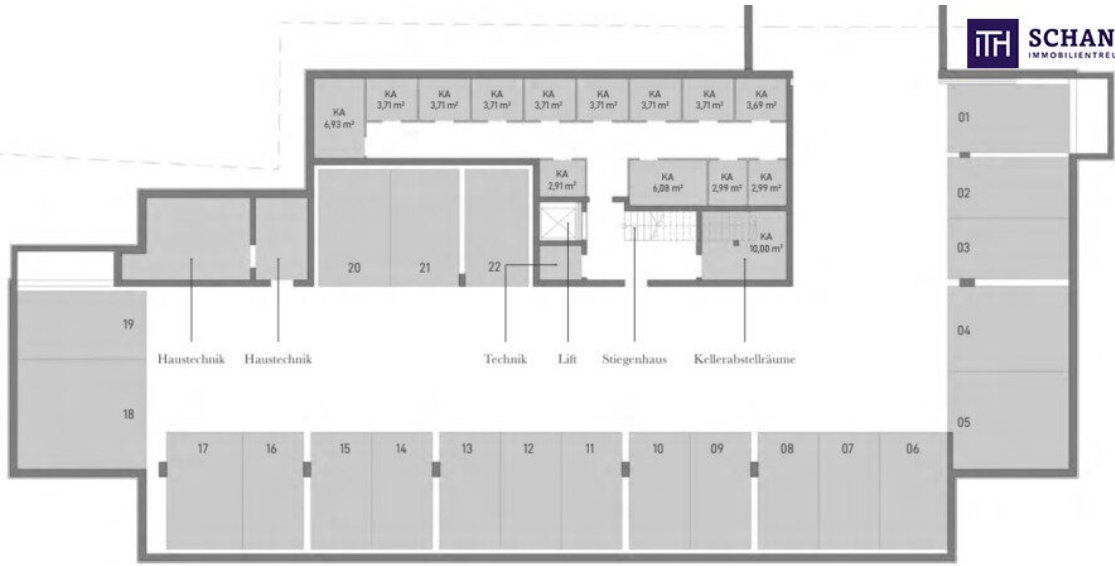 ITH SCHAN
IMMOBILIENTREU
KA
6,93 m²
KA
3,71 m²
KA
3,71 m²
KA
3,71 m²
KA
3,71 m²
KA
3,71 m²
KA
3,71 m²
KA
3,71 m²
KA
3,69 m²
KA
2,91 m²
KA
6,08 m²
KA
2,99 m²
KA
2,99 m²
KA
10,00 m²
01
02
03
04
05
20
21
22
19
18
Haustechnik
Haustechnik
Technik
Lift
Stiegenhaus
Kellerabstellräume
17
16
15
14
13
12
11
10
09
08
07
06